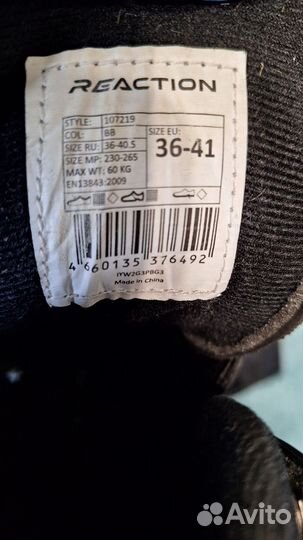 REACTION
STYLE: 107219
COL: BB
SIZE RU: 36-40.5
SIZE MP: 230-265
MAX WT: 60 KG
EN13843:2009
SIZE EU:
36-41
4 660135 376492
ITW2G3PBG3
Made in China
Avito